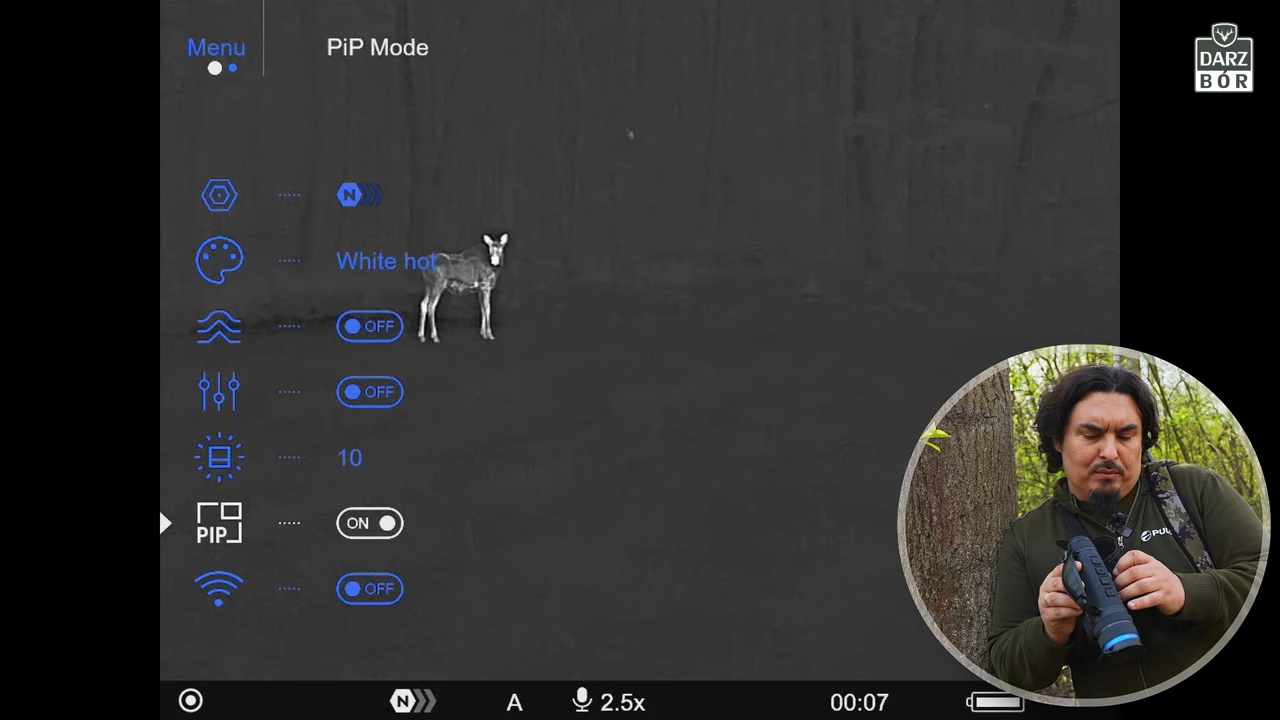 Menu
PiP Mode
DARZ
BÓR
N
White hot
OFF
OFF
10
PIP
ON
OFF
N
A
2.5x
00:07